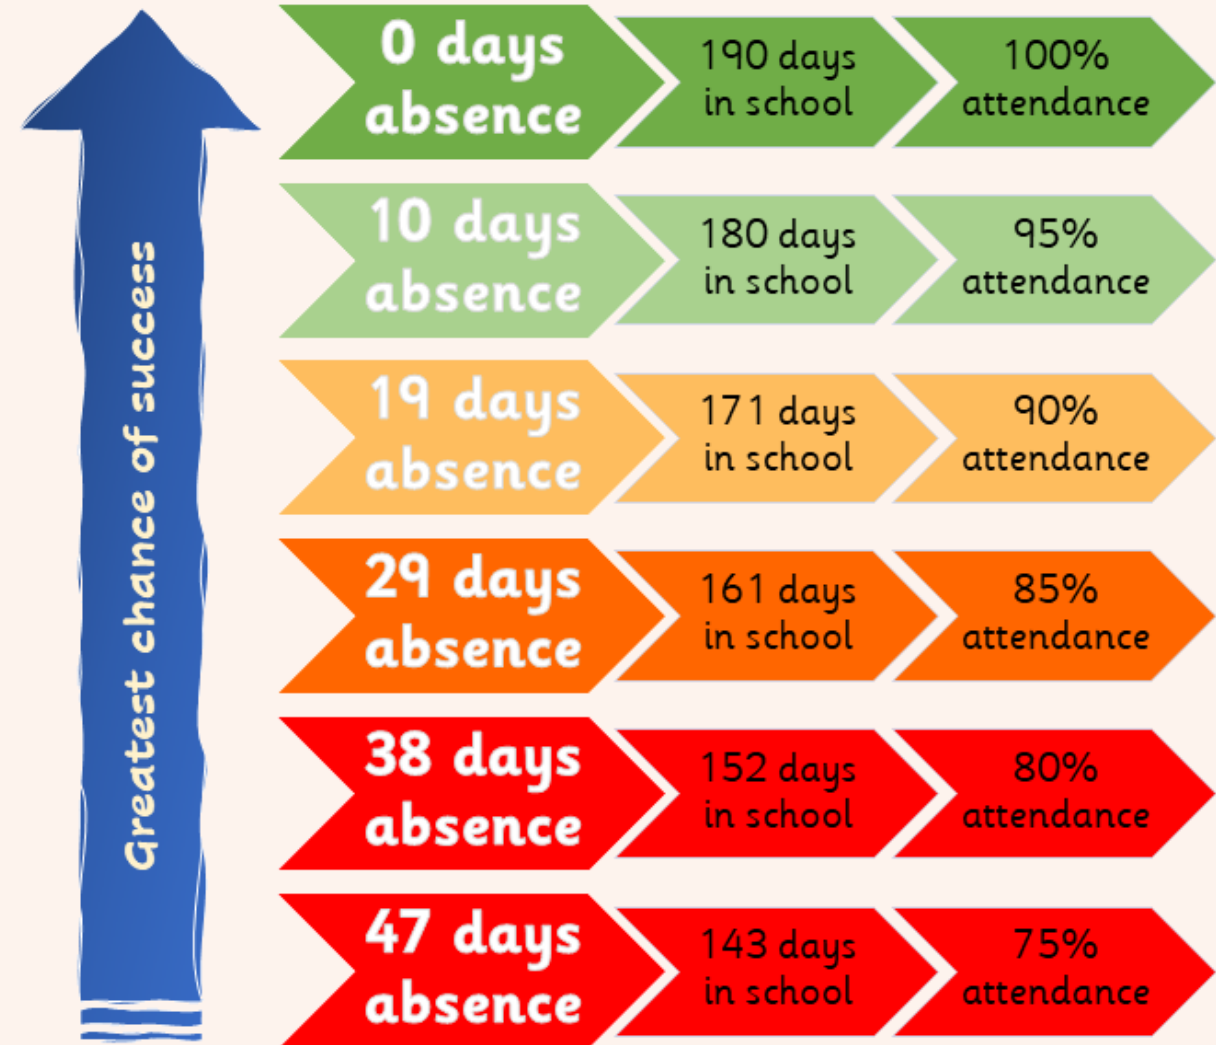 Greatest chance of success
0 days
absence
190 days
in school
100%
attendance
10 days
absence
180 days
in school
95%
attendance
19 days
absence
171 days
in school
90%
attendance
29 days
absence
161 days
in school
85%
attendance
38 days
absence
152 days
in school
80%
attendance
47 days
absence
143 days
in school
75%
attendance